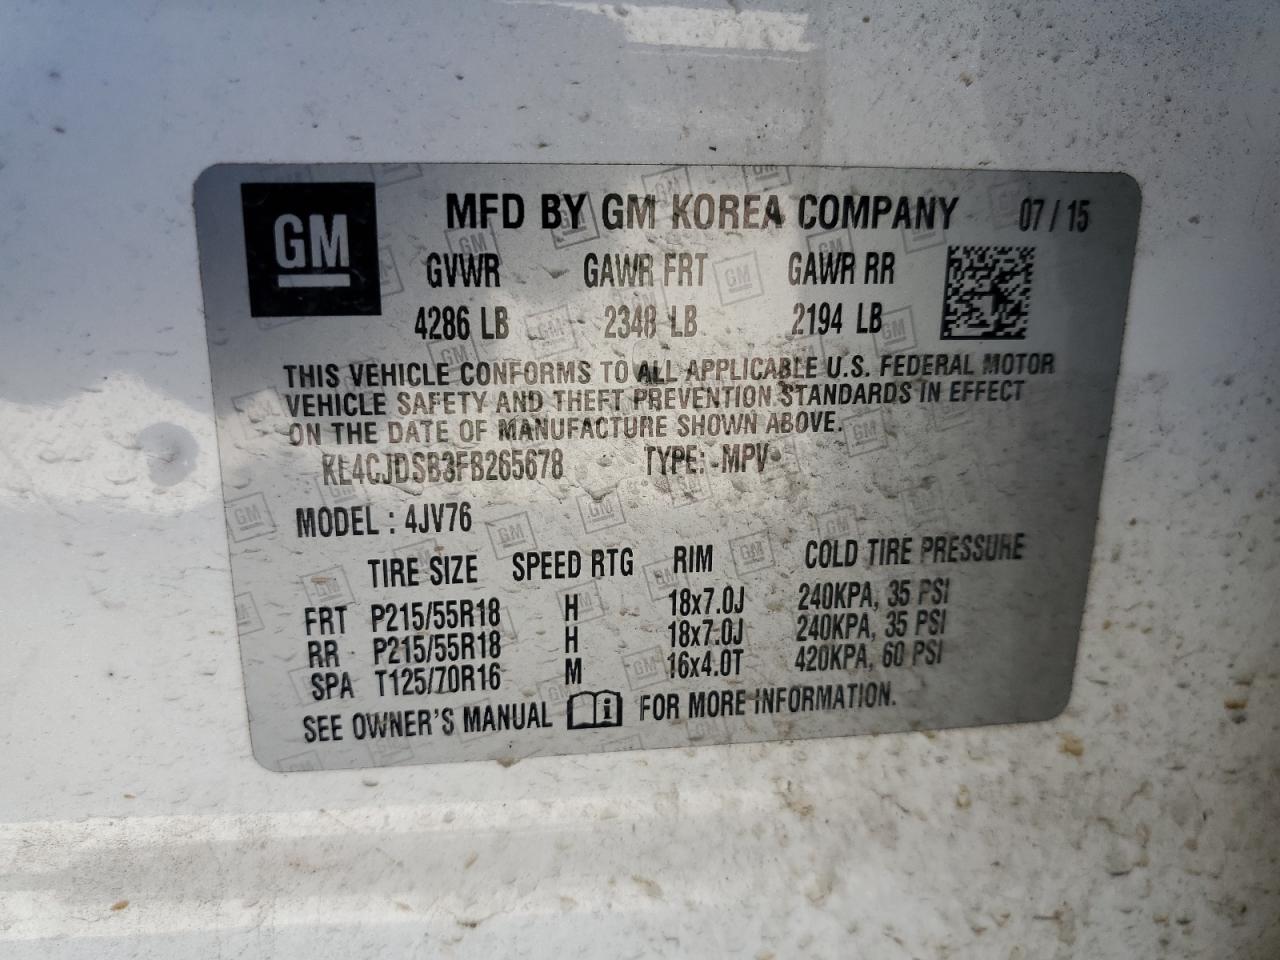 GM
MFD BY GM KOREA COMPANY 07/15
GVWR GAWR FRT GAWR RR
4286 LB 2348 LB 2194 LB
THIS VEHICLE CONFORMS TO ALL APPLICABLE U.S. FEDERAL MOTOR
VEHICLE SAFETY AND THEFT PREVENTION STANDARDS IN EFFECT
ON THE DATE OF MANUFACTURE SHOWN ABOVE.
KL4CJDSB3FB265678 TYPE: MPV
MODEL : 4JV76
TIRE SIZE SPEED RTG RIM COLD TIRE PRESSURE
FRT P215/55R18 H 18x7.0J 240KPA, 35 PSI
RR P215/55R18 H 18x7.0J 240KPA, 35 PSI
SPA T125/70R16 M 16x4.0T 420KPA, 60 PSI
SEE OWNER'S MANUAL i FOR MORE INFORMATION.